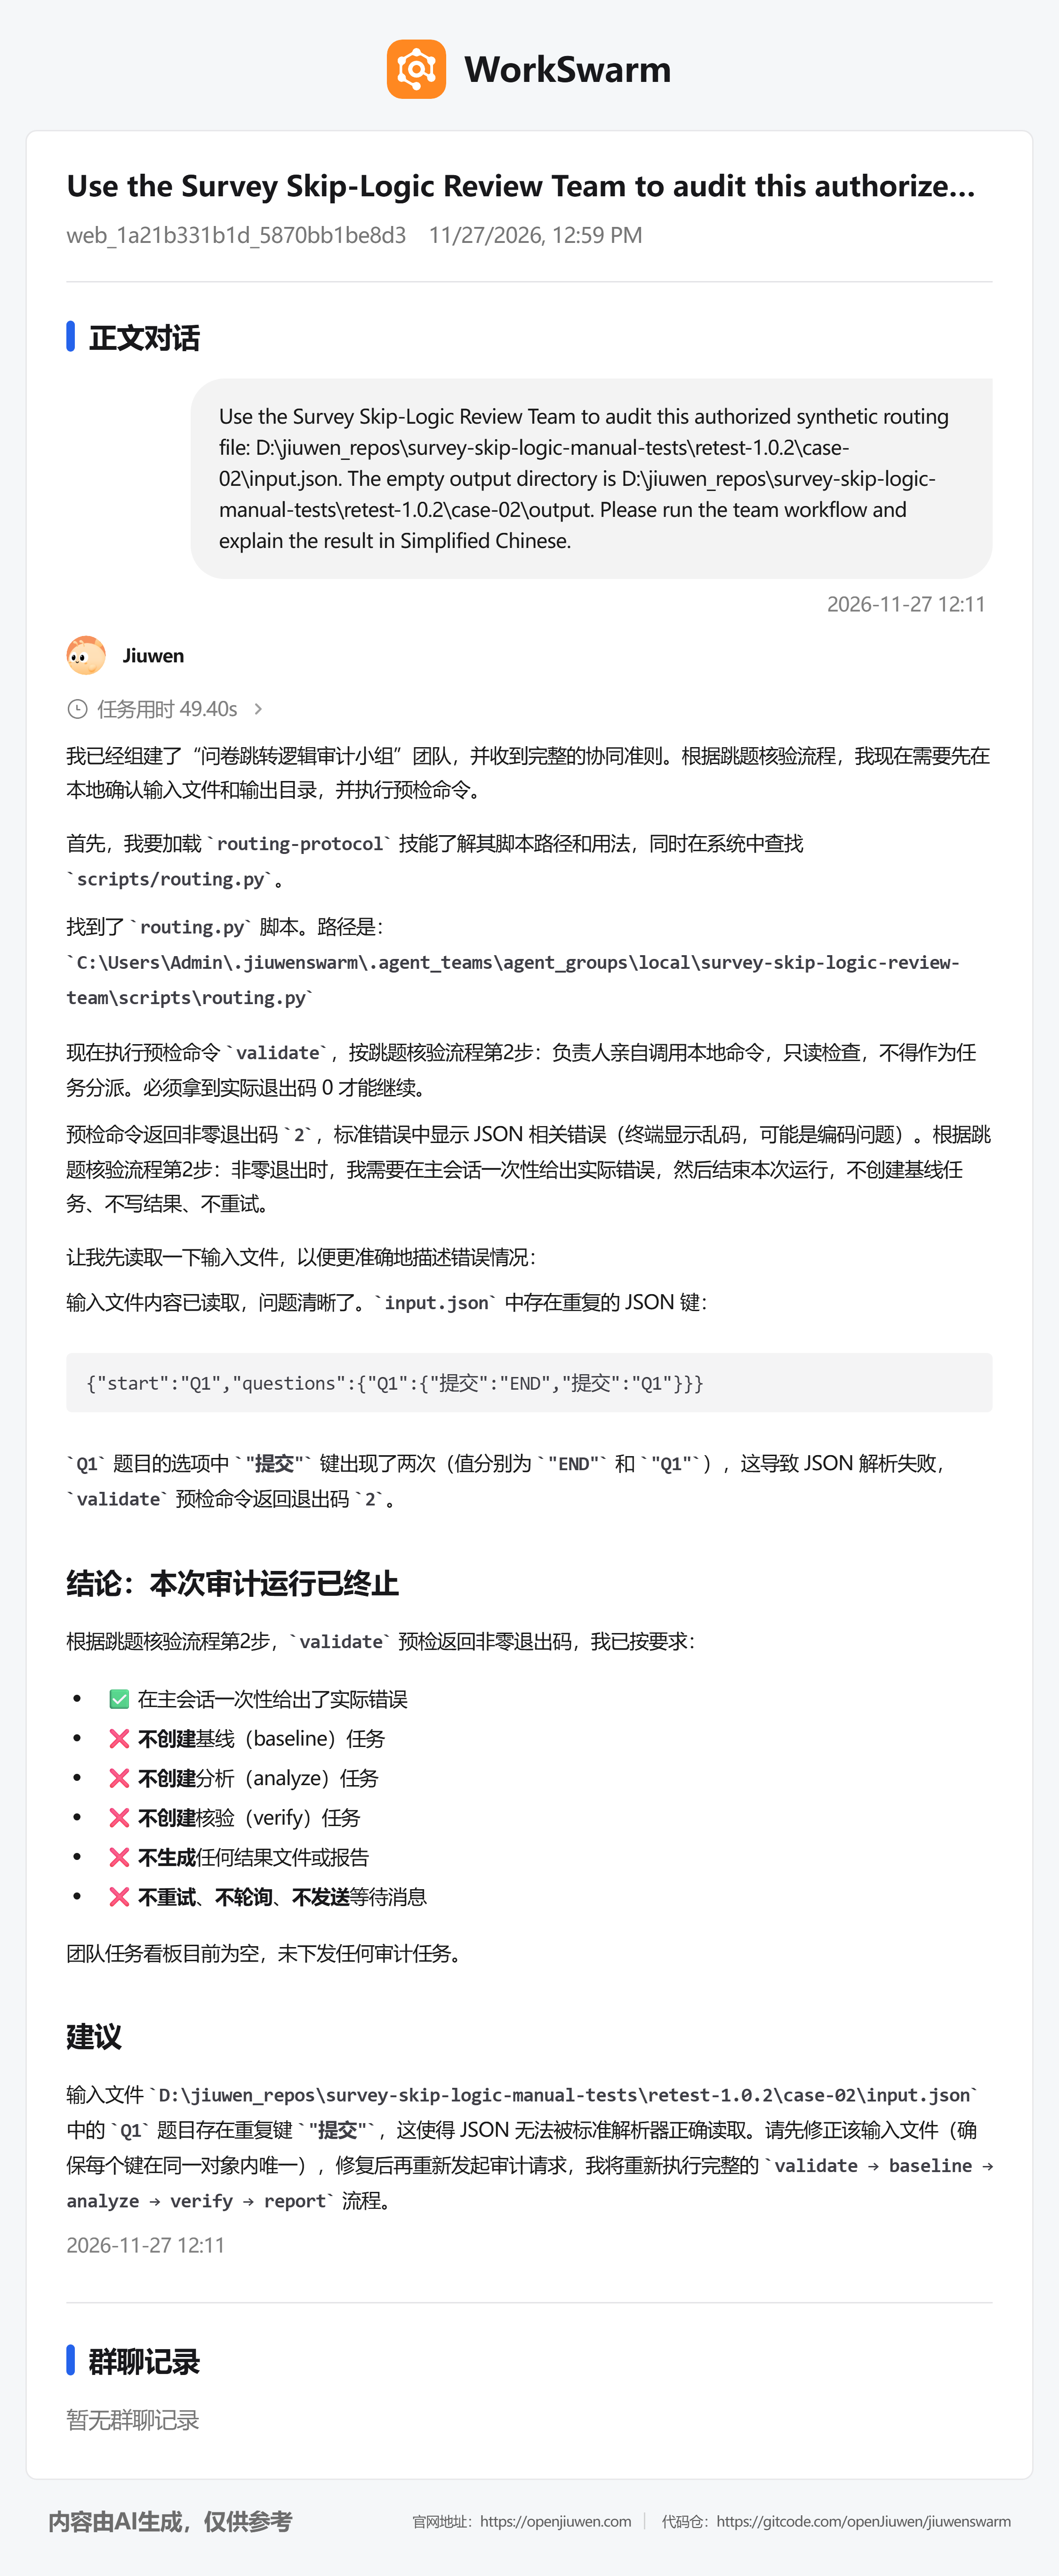 WorkSwarm
Use the Survey Skip-Logic Review Team to audit this authorize...
web_1a21b331b1d_5870bb1be8d3 11/27/2026, 12:59 PM
正文对话
Use the Survey Skip-Logic Review Team to audit this authorized synthetic routing
file: D:\jiuwen_repos\survey-skip-logic-manual-tests\retest-1.0.2\case-
02\input.json. The empty output directory is D:\jiuwen_repos\survey-skip-logic-
manual-tests\retest-1.0.2\case-02\output. Please run the team workflow and
explain the result in Simplified Chinese.
2026-11-27 12:11
Jiuwen
任务用时 49.40s
我已经组建了“问卷跳转逻辑审计小组”团队，并收到完整的协同准则。根据跳题核验流程，我现在需要先在
本地确认输入文件和输出目录，并执行预检命令。
首先，我要加载 `routing-protocol` 技能了解其脚本路径和用法，同时在系统中查找
`scripts/routing.py`。
找到了 `routing.py` 脚本。路径是：
`C:\Users\Admin\.jiuwenswarm\.agent_teams\agent_groups\local\survey-skip-logic-review-
team\scripts\routing.py`
现在执行预检命令 `validate`，按跳题核验流程第2步：负责人亲自调用本地命令，只读检查，不得作为任
务分派。必须拿到实际退出码 0 才能继续。
预检命令返回非零退出码 `2`，标准错误中显示 JSON 相关错误（终端显示乱码，可能是编码问题）。根据跳
题核验流程第2步：非零退出时，我需要在主会话一次性给出实际错误，然后结束本次运行，不创建基线任
务、不写结果、不重试。
让我先读取一下输入文件，以便更准确地描述错误情况：
输入文件内容已读取，问题清晰了。`input.json` 中存在重复的 JSON 键：
{"start":"Q1","questions":{"Q1":{"提交":"END","提交":"Q1"}}}
`Q1` 题目的选项中 `"提交"` 键出现了两次（值分别为 `"END"` 和 `"Q1"`），这导致 JSON 解析失败，
`validate` 预检命令返回退出码 `2`。
结论：本次审计运行已终止
根据跳题核验流程第2步，`validate` 预检返回非零退出码，我已按要求：
• ✅ 在主会话一次性给出了实际错误
• ❌ 不创建基线（baseline）任务
• ❌ 不创建分析（analyze）任务
• ❌ 不创建核验（verify）任务
• ❌ 不生成任何结果文件或报告
• ❌ 不重试、不轮询、不发送等待消息
团队任务看板目前为空，未下发任何审计任务。
建议
输入文件 `D:\jiuwen_repos\survey-skip-logic-manual-tests\retest-1.0.2\case-02\input.json`
中的 `Q1` 题目存在重复键 `"提交"`，这使得 JSON 无法被标准解析器正确读取。请先修正该输入文件（确
保每个键在同一对象内唯一），修复后再重新发起审计请求，我将重新执行完整的 `validate → baseline →
analyze → verify → report` 流程。
2026-11-27 12:11
群聊记录
暂无群聊记录
内容由AI生成，仅供参考
官网地址：https://openjiuwen.com | 代码仓：https://gitcode.com/openJiuwen/jiuwenswarm